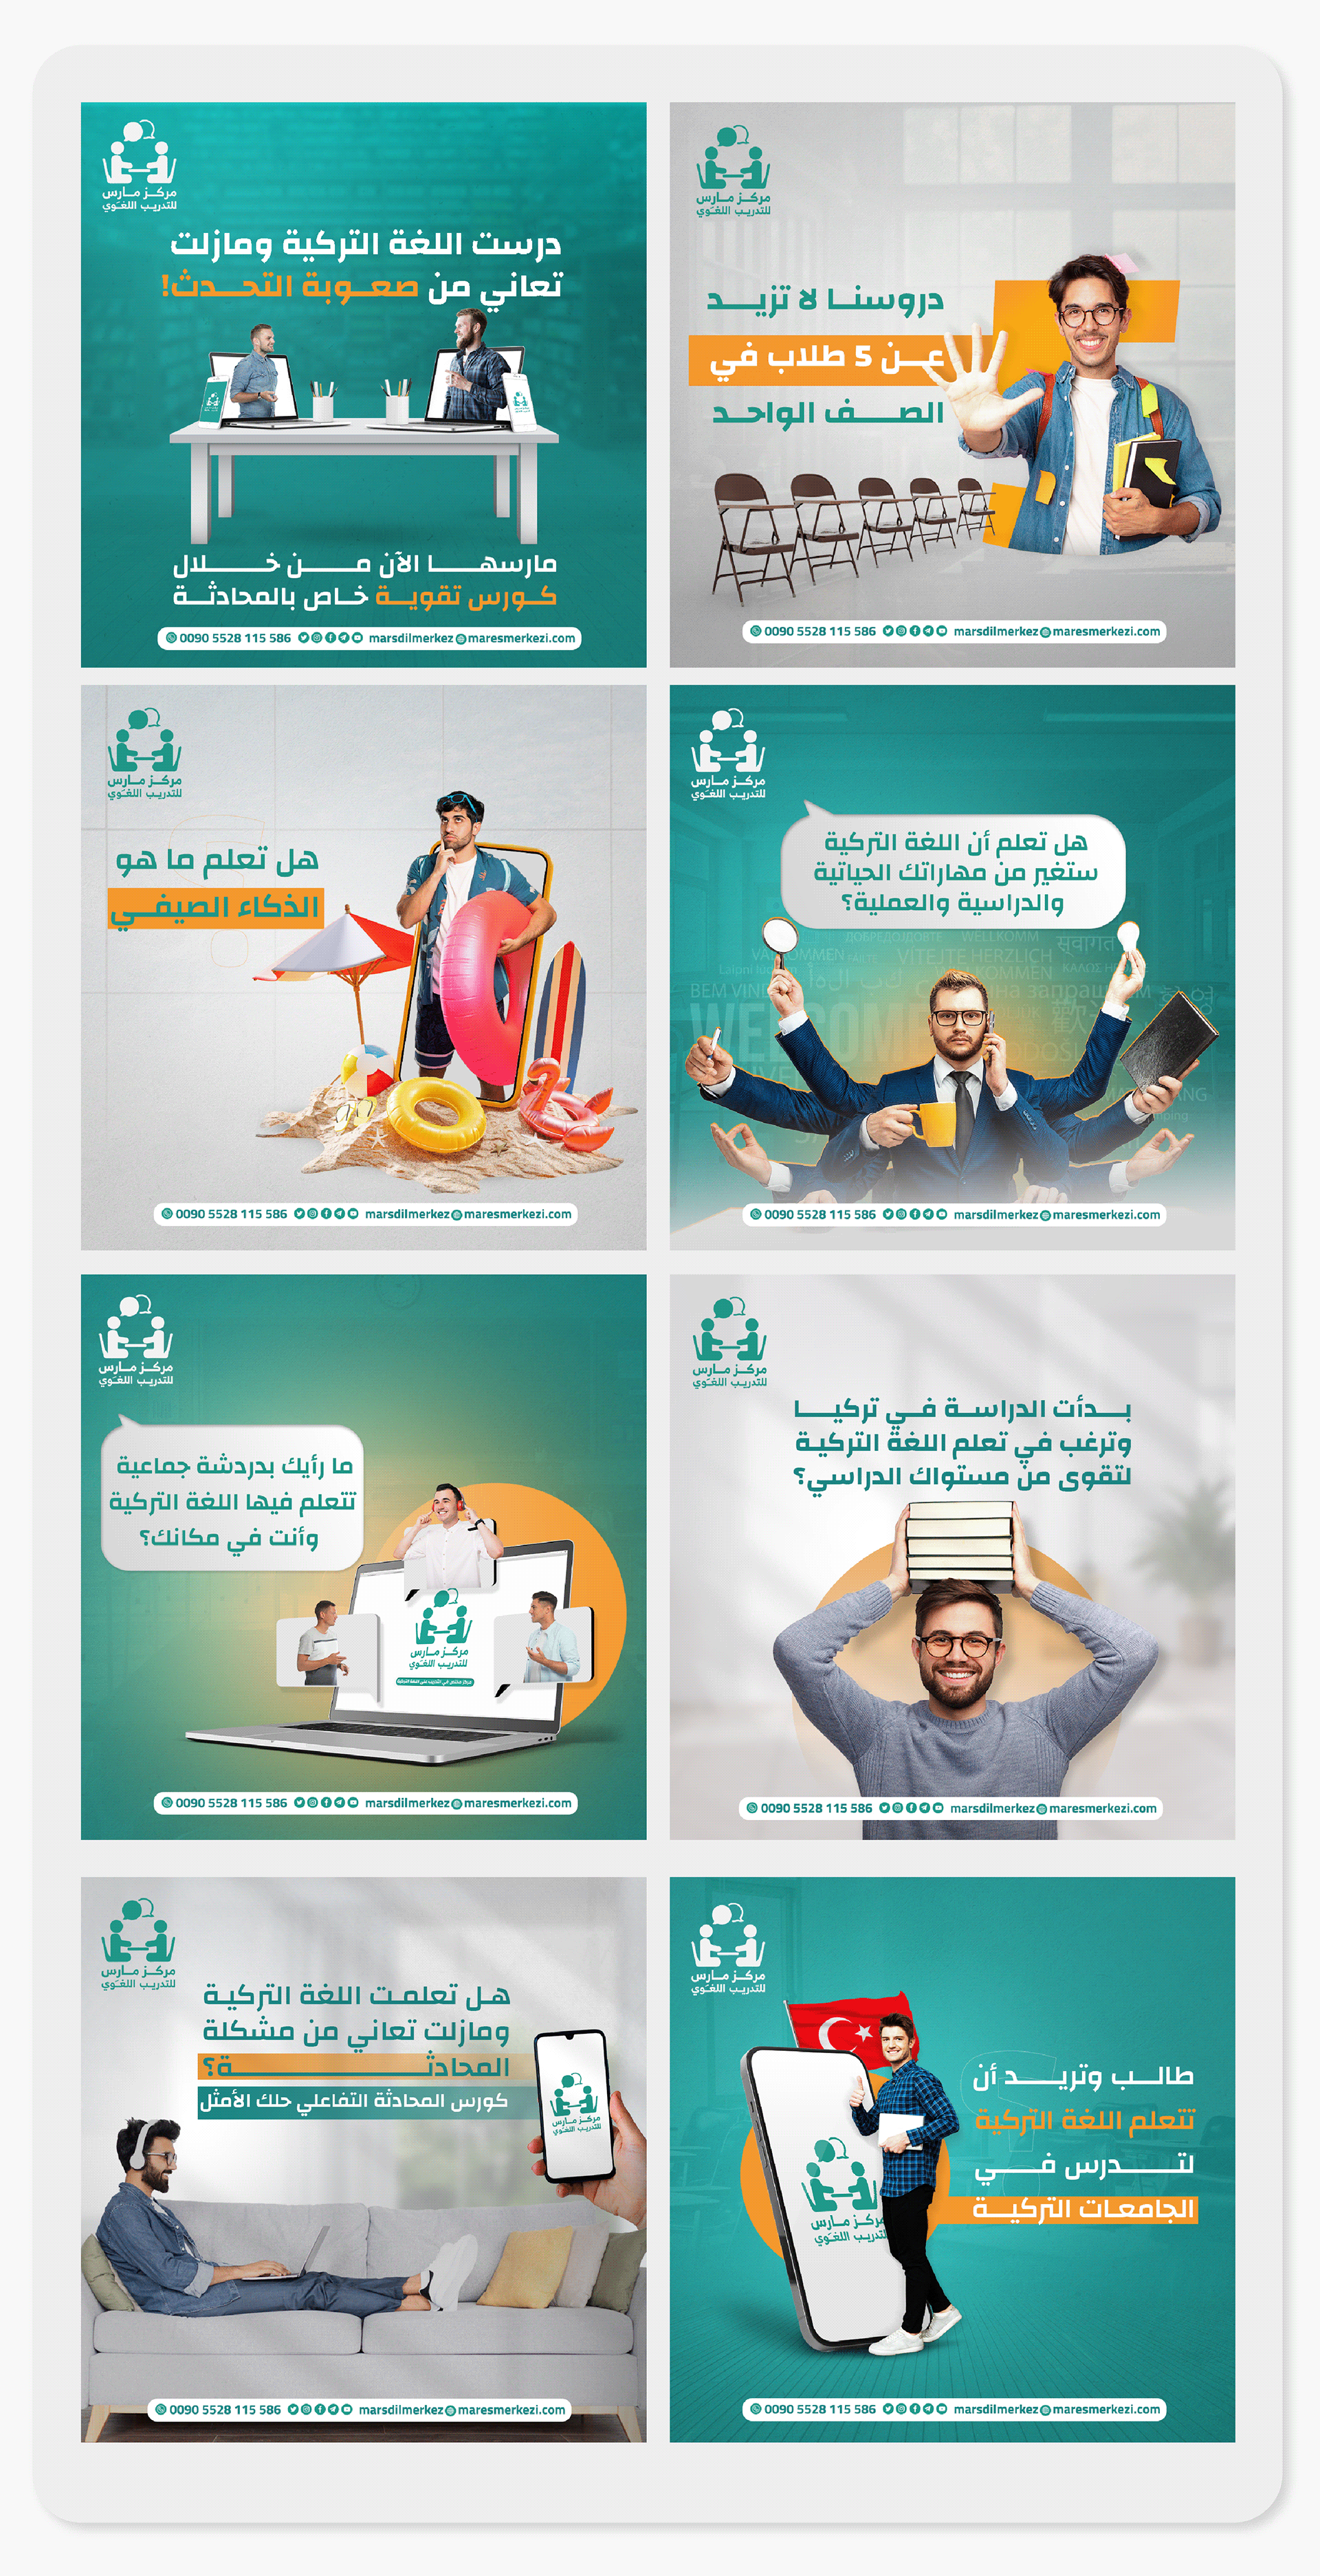 مركز مارس
للتدريب اللغوي
درست اللغة التركية ومازلت
تعاني من صعوبة التحدث!
مارسها الآن من خلال
كورس تقوية خاص بالمحادثة
0090 5528 115 586 marsdilmerkez maresmerkezi.com
مركز مارس
للتدريب اللغوي
دروسنا لا تزيد
عن 5 طلاب في
الصف الواحد
0090 5528 115 586 marsdilmerkez maresmerkezi.com
مركز مارس
للتدريب اللغوي
هل تعلم ما هو
الذكاء الصيفي
0090 5528 115 586 marsdilmerkez maresmerkezi.com
مركز مارس
للتدريب اللغوي
هل تعلم أن اللغة التركية
ستغير من مهاراتك الحياتية
والدراسية والعملية؟
WELLKOMM
VITEJTE HERZLICH
स्वागत
0090 5528 115 586 marsdilmerkez maresmerkezi.com
مركز مارس
للتدريب اللغوي
ما رأيك بدردشة جماعية
تتعلم فيها اللغة التركية
وأنت في مكانك؟
مركز مارس
للتدريب اللغوي
0090 5528 115 586 marsdilmerkez maresmerkezi.com
مركز مارس
للتدريب اللغوي
بدأت الدراسة في تركيا
وترغب في تعلم اللغة التركية
لتقوى من مستواك الدراسي؟
0090 5528 115 586 marsdilmerkez maresmerkezi.com
مركز مارس
للتدريب اللغوي
هل تعلمت اللغة التركية
ومازلت تعاني من مشكلة
المحادثة؟
كورس المحادثة التفاعلي حلك الأمثل
مركز مارس
للتدريب اللغوي
0090 5528 115 586 marsdilmerkez maresmerkezi.com
مركز مارس
للتدريب اللغوي
طالب وتريد أن
تتعلم اللغة التركية
لتدرس في
الجامعات التركية
مركز مارس
للتدريب اللغوي
0090 5528 115 586 marsdilmerkez maresmerkezi.com